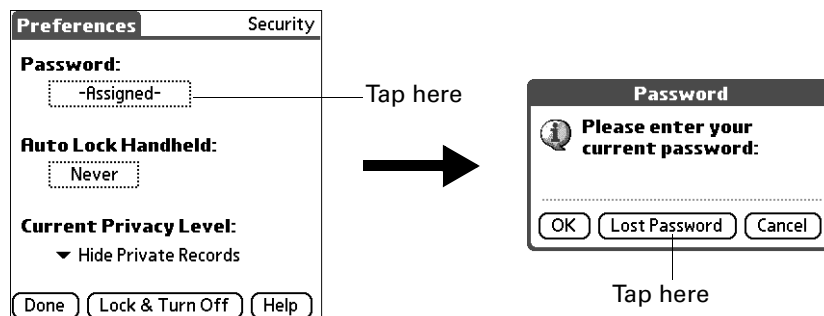 Preferences Security
Password:
-Assigned-
Tap here
Auto Lock Handheld:
Never
Current Privacy Level:
Hide Private Records
Done Lock & Turn Off Help
Password
Please enter your
current password:
OK Lost Password Cancel
Tap here